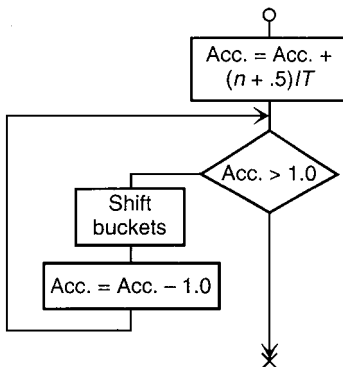 Acc. = Acc. +
(n + .5)/T
Acc. > 1.0
Shift
buckets
Acc. = Acc. − 1.0